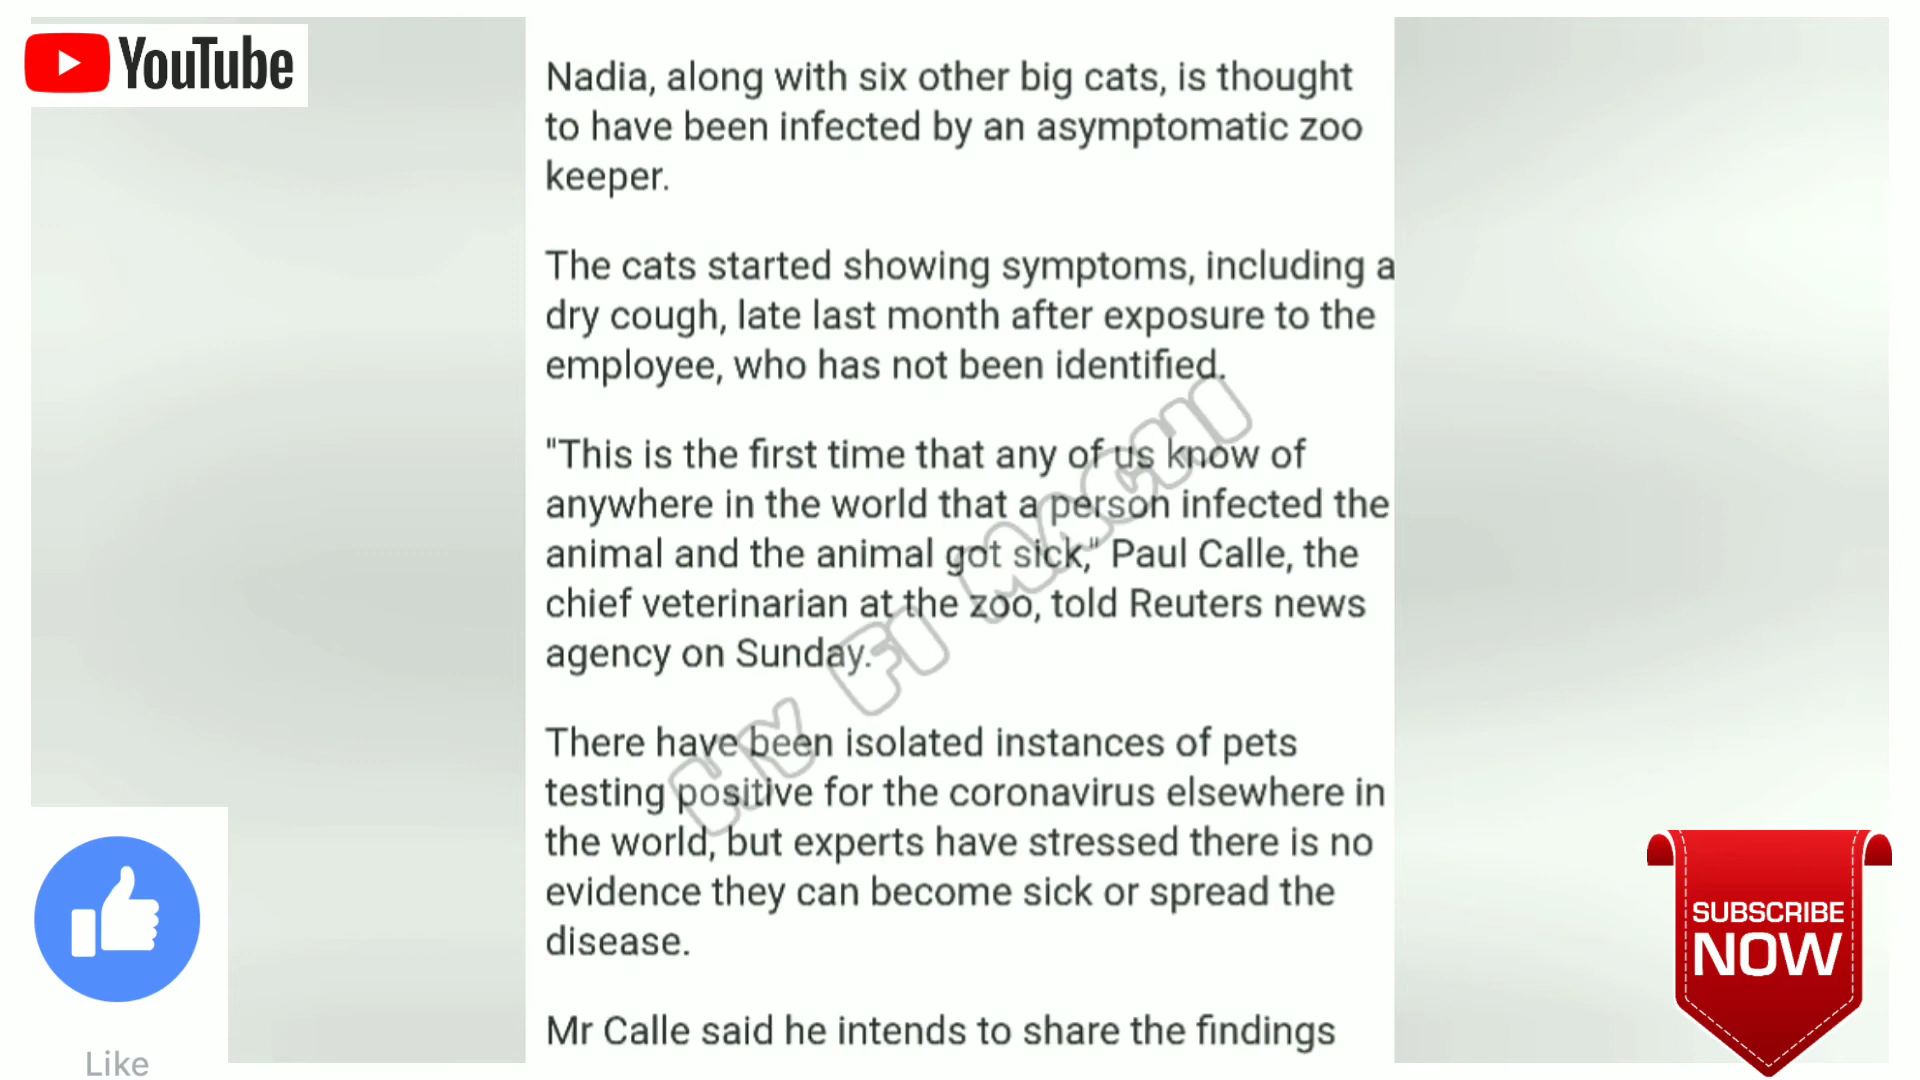 YouTube
Nadia, along with six other big cats, is thought
to have been infected by an asymptomatic zoo
keeper.
The cats started showing symptoms, including a
dry cough, late last month after exposure to the
employee, who has not been identified.
"This is the first time that any of us know of
anywhere in the world that a person infected the
animal and the animal got sick," Paul Calle, the
chief veterinarian at the zoo, told Reuters news
agency on Sunday.
There have been isolated instances of pets
testing positive for the coronavirus elsewhere in
the world, but experts have stressed there is no
evidence they can become sick or spread the
disease.
Mr Calle said he intends to share the findings
Like
SUBSCRIBE
NOW